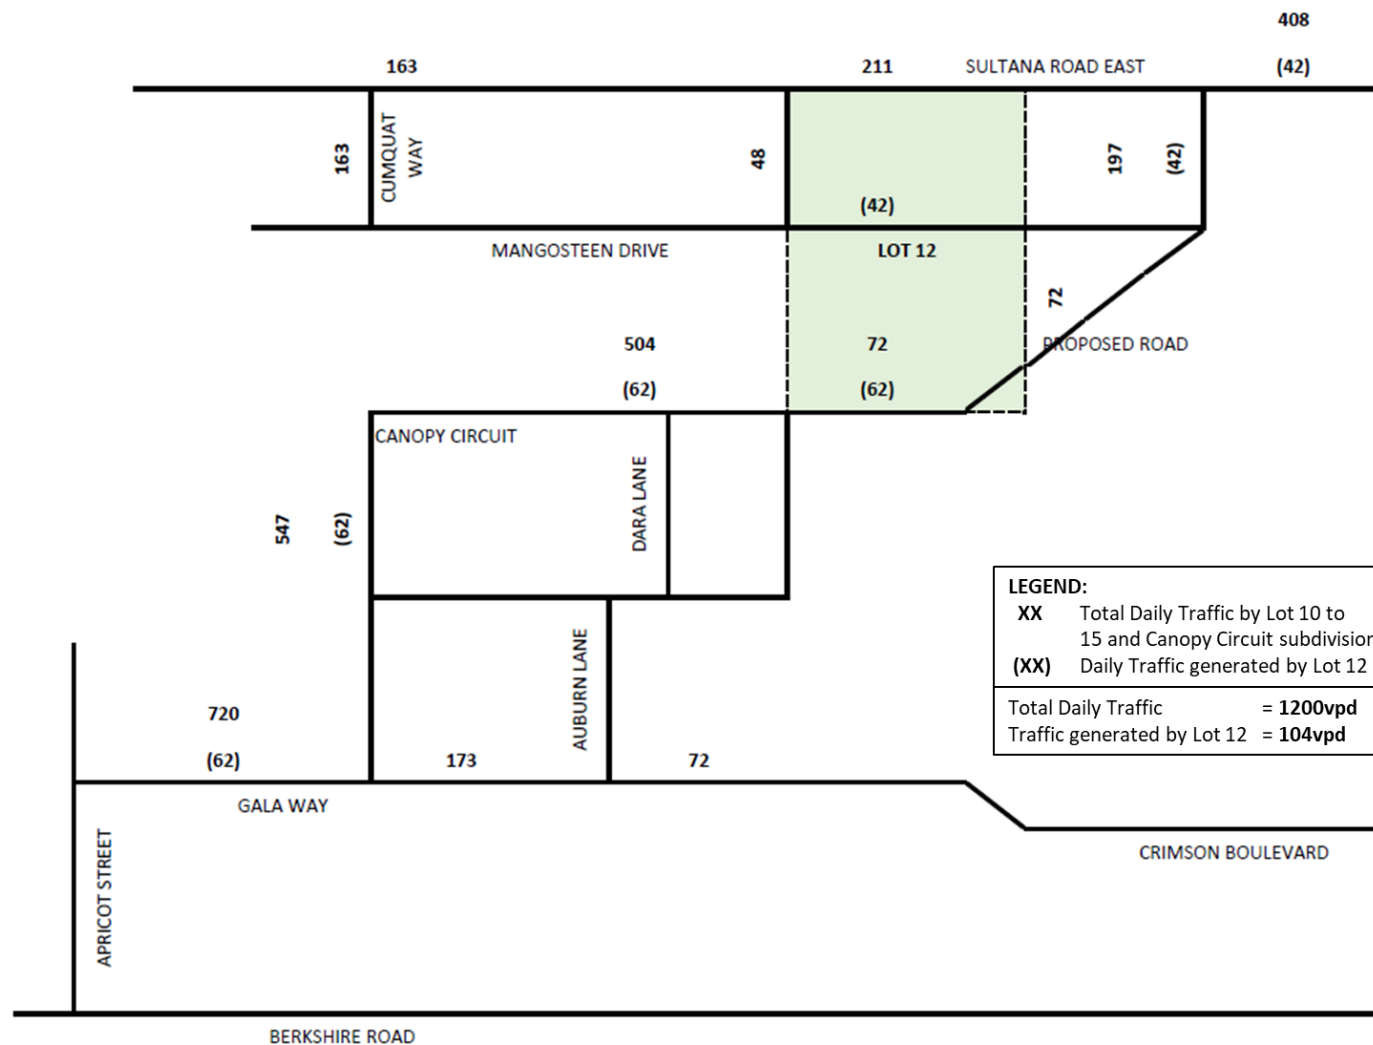 408
163
211
SULTANA ROAD EAST
(42)
163
CUMQUAT
WAY
48
197
(42)
(42)
MANGOSTEEN DRIVE
LOT 12
72
504
72
PROPOSED ROAD
(62)
(62)
CANOPY CIRCUIT
DARA LANE
547
(62)
LEGEND:
XX Total Daily Traffic by Lot 10 to
15 and Canopy Circuit subdivision
(XX) Daily Traffic generated by Lot 12
Total Daily Traffic = 1200vpd
Traffic generated by Lot 12 = 104vpd
AUBURN LANE
720
(62)
173
72
GALA WAY
CRIMSON BOULEVARD
APRICOT STREET
BERKSHIRE ROAD